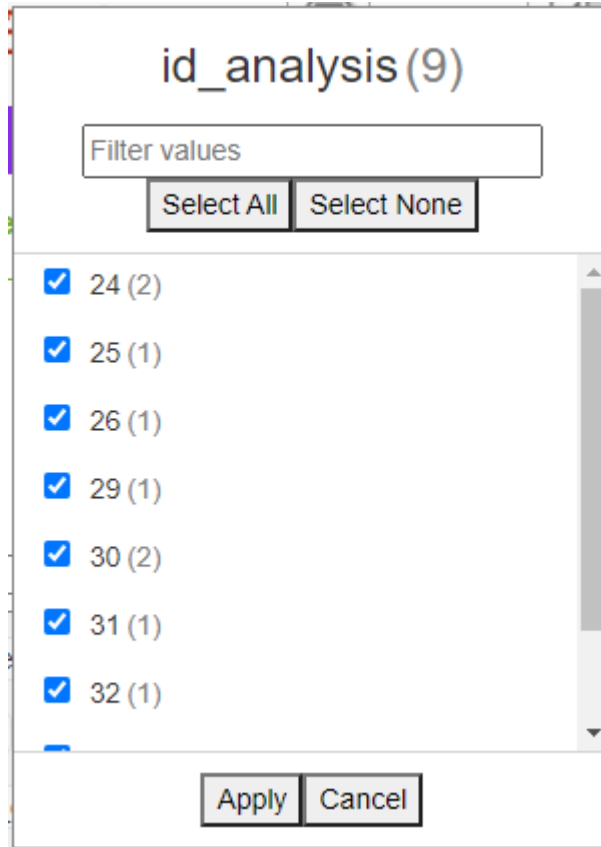 id_analysis (9)
Filter values
Select All Select None
24 (2)
25 (1)
26 (1)
29 (1)
30 (2)
31 (1)
32 (1)
Apply Cancel